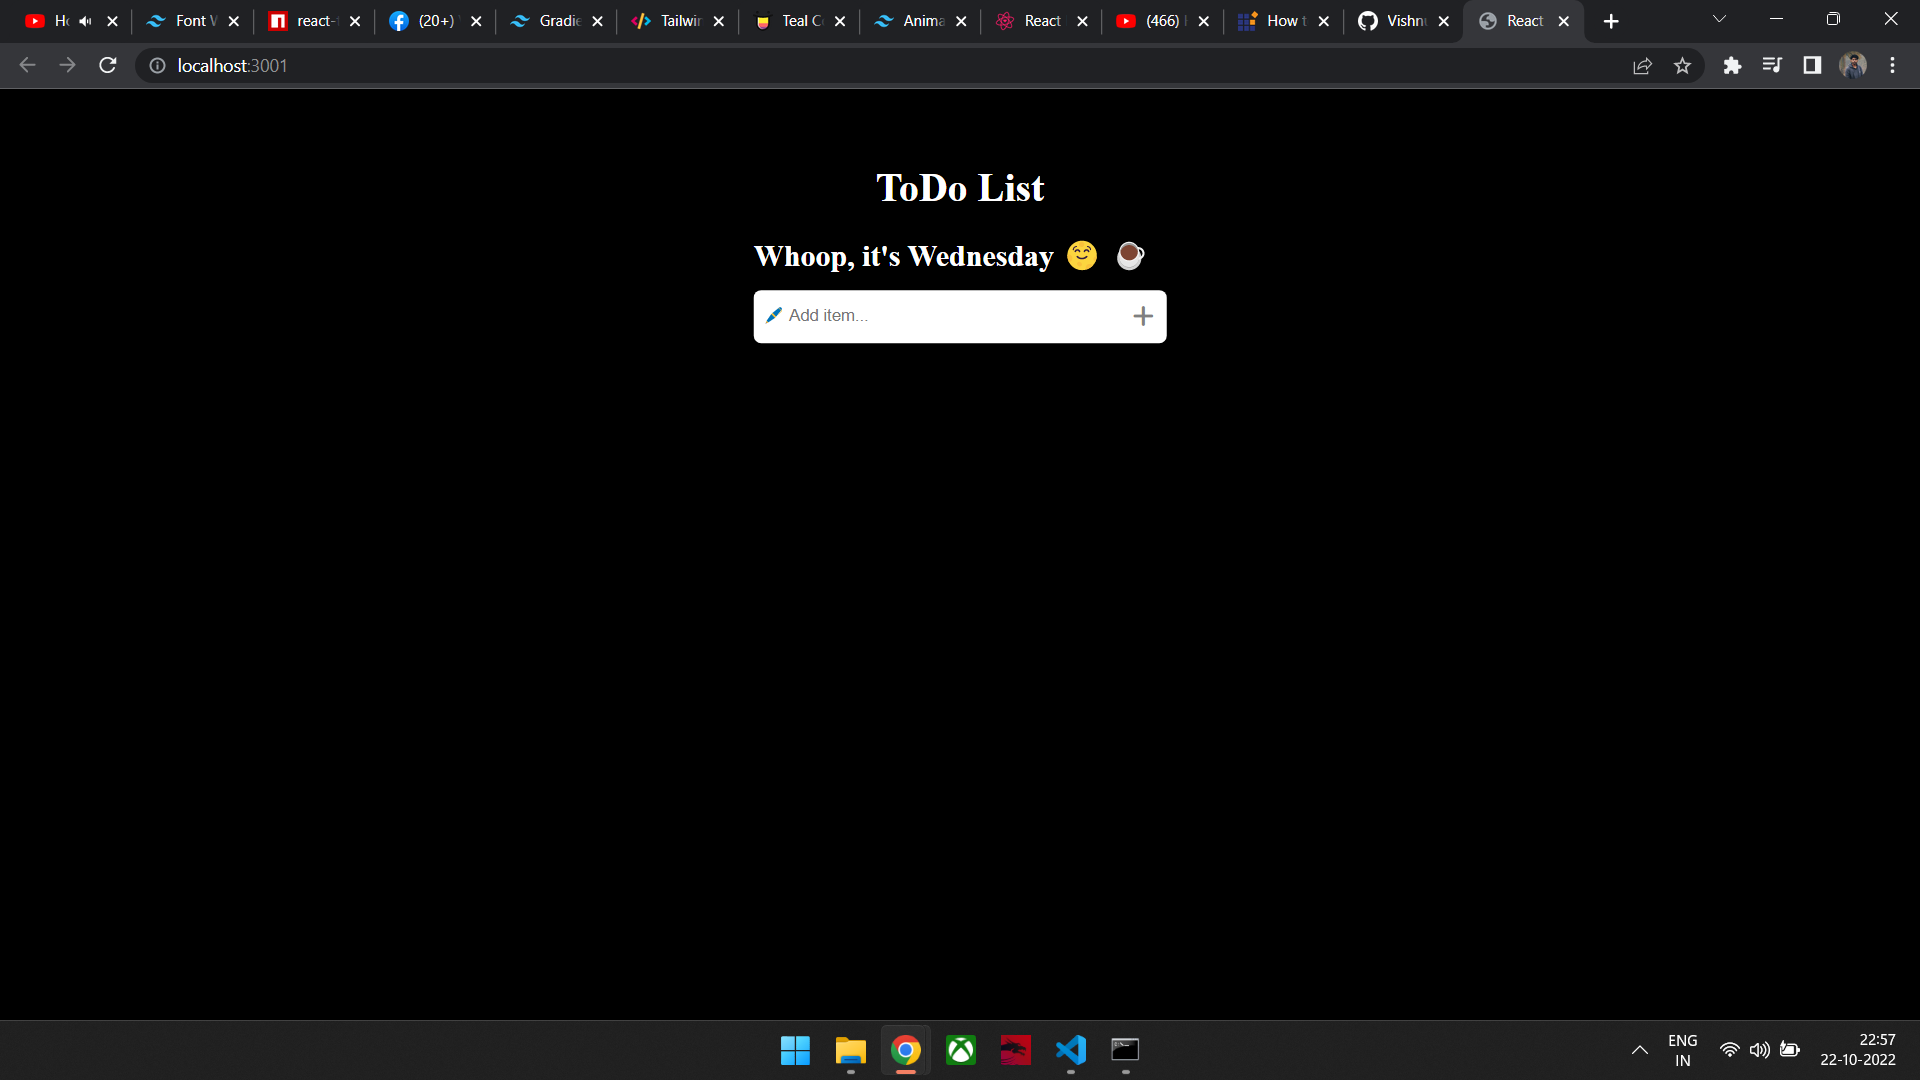 Font
react-
(20+)
Gradie
Tailwin
Teal C
Anima
React
(466)
How t
Vishn
React
localhost:3001
ToDo List
Whoop, it's Wednesday 😌 ☕
🖌️ Add item...
ENG
IN
22:57
22-10-2022